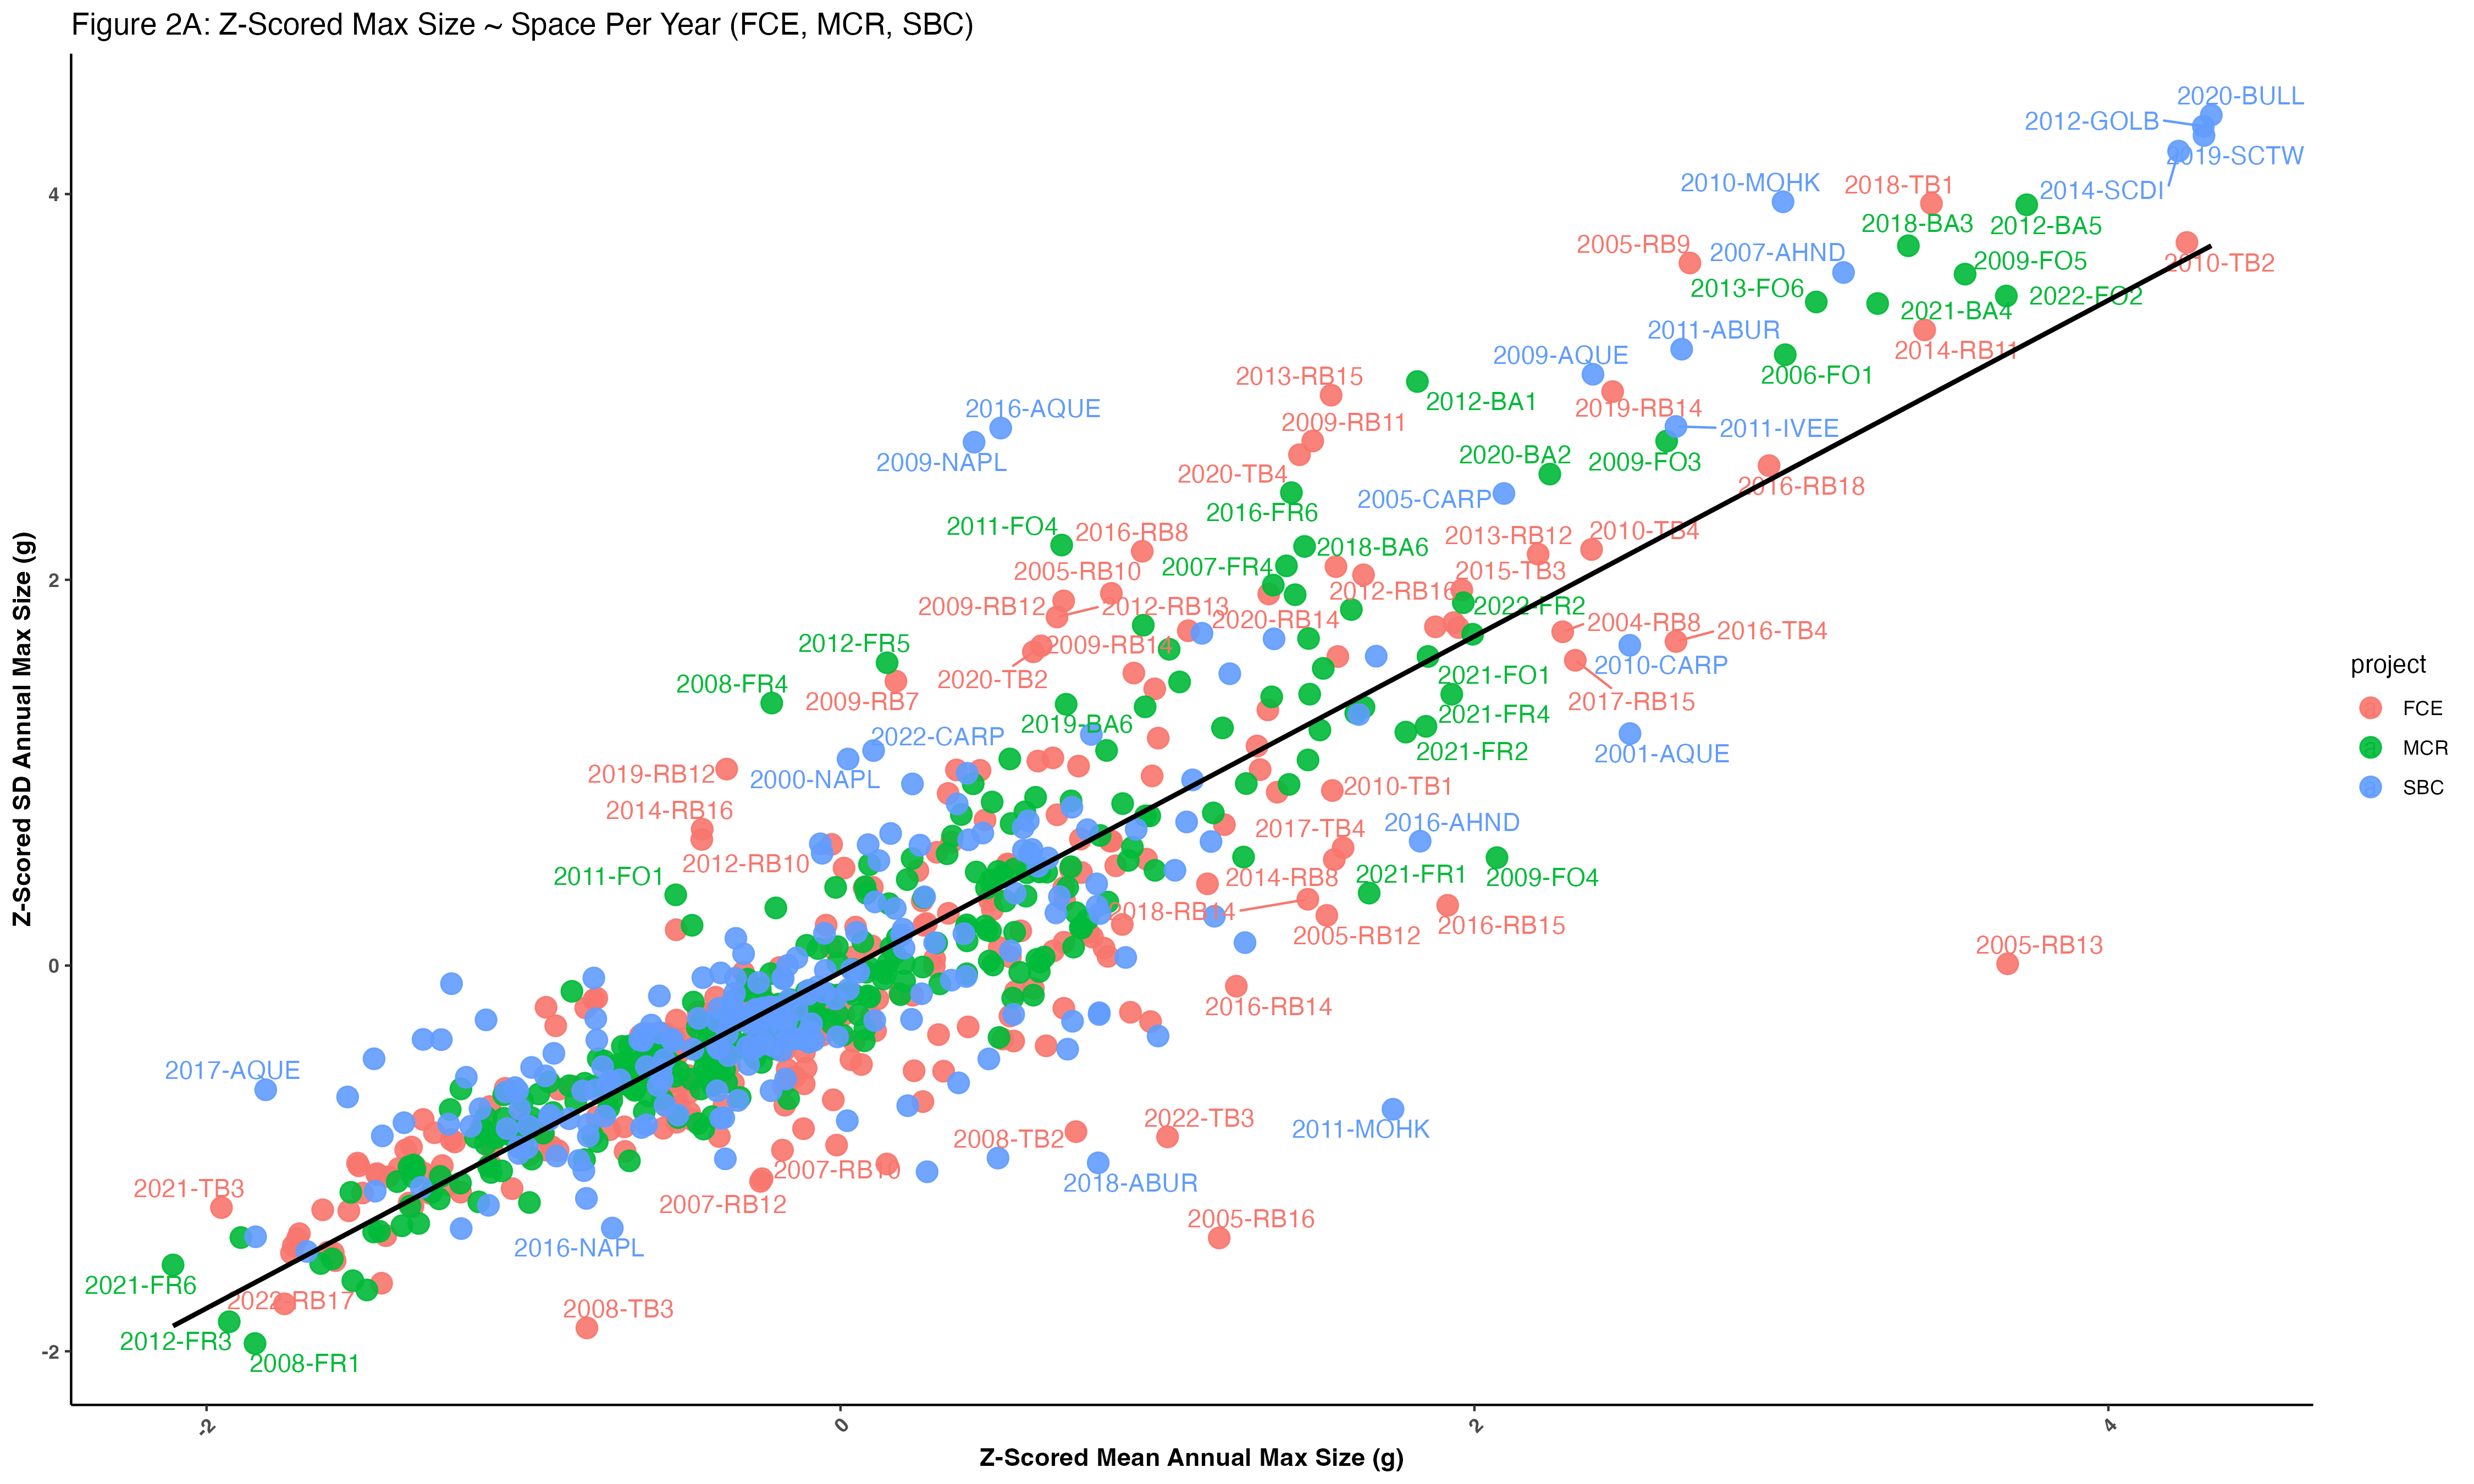 Figure 2A: Z-Scored Max Size ~ Space Per Year (FCE, MCR, SBC)
2020-BULL
2012-GOLB
2019-SCTW
2010-MOHK
2018-TB1
2014-SCDI
2018-BA3
2012-BA5
4
2005-RB9
2007-AHND
2009-FO5
2010-TB2
2013-FO6
2022-FO2
2021-BA4
2011-ABUR
2014-RB11
2009-AQUE
2013-RB15
2006-FO1
2012-BA1
2016-AQUE
2019-RB14
2009-RB11
2011-IVEE
2009-NAPL
2020-BA2
2009-FO3
2020-TB4
2016-RB18
2005-CARP
2016-FR6
2011-FO4
2016-RB8
2013-RB12
2010-TB4
2018-BA6
2005-RB10
2007-FR4
2015-TB3
2
2012-RB16
2009-RB12
2012-RB13
2022-FR2
2020-RB14
2004-RB8
2016-TB4
2012-FR5
2009-RB14
2010-CARP
2020-TB2
2021-FO1
2008-FR4
2009-RB7
2017-RB15
2021-FR4
2019-BA6
2022-CARP
2021-FR2
2001-AQUE
2019-RB12
2000-NAPL
2010-TB1
2014-RB16
2017-TB4
2016-AHND
2012-RB10
2011-FO1
2014-RB8
2021-FR1
2009-FO4
2018-RB14
2005-RB12
2016-RB15
2005-RB13
0
2016-RB14
2017-AQUE
2022-TB3
2011-MOHK
2008-TB2
2007-RB10
2018-ABUR
2021-TB3
2007-RB12
2005-RB16
2016-NAPL
2021-FR6
2022-RB17
2008-TB3
2012-FR3
2008-FR1
-2
-2
0
2
4
Z-Scored SD Annual Max Size (g)
Z-Scored Mean Annual Max Size (g)
project
FCE
MCR
SBC